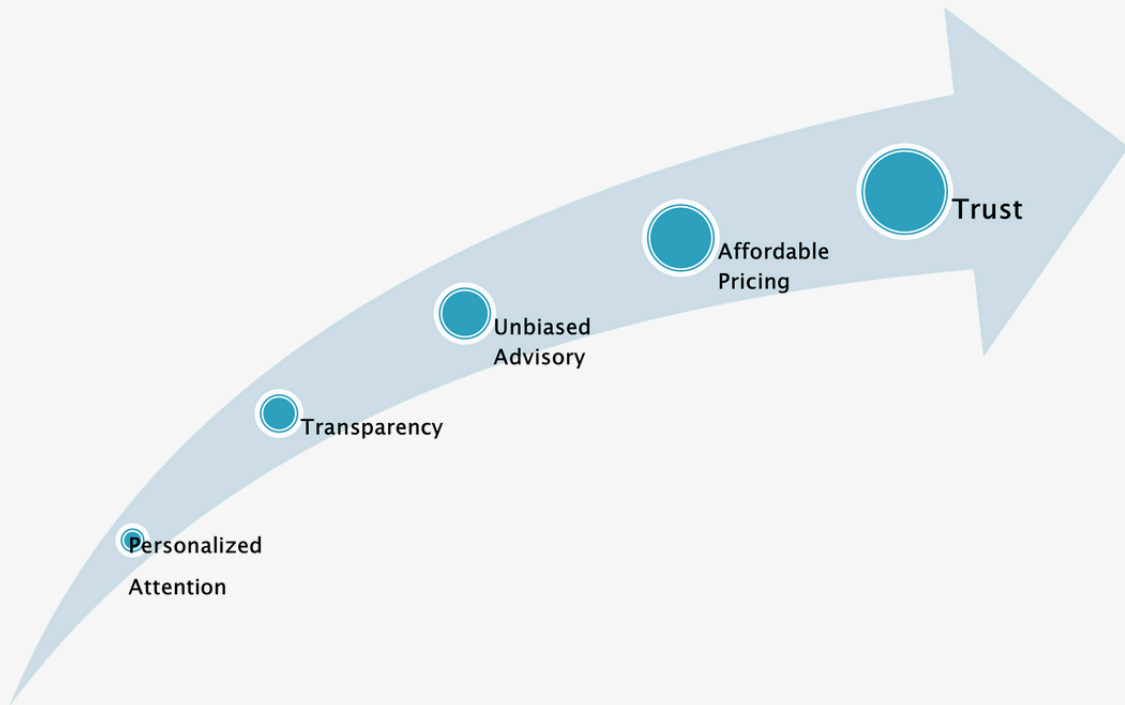 Personalized
Attention
Transparency
Unbiased
Advisory
Affordable
Pricing
Trust